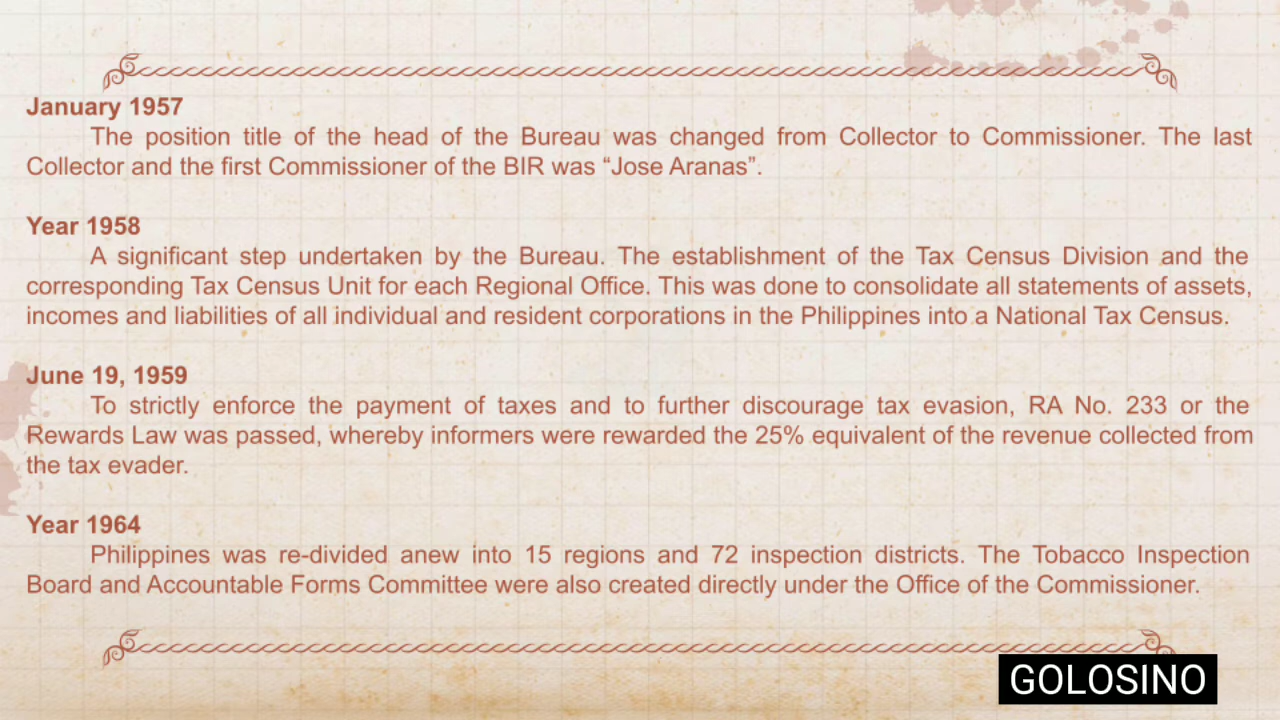 January 1957
The position title of the head of the Bureau was changed from Collector to Commissioner. The last
Collector and the first Commissioner of the BIR was “Jose Aranas”.
Year 1958
A significant step undertaken by the Bureau. The establishment of the Tax Census Division and the
corresponding Tax Census Unit for each Regional Office. This was done to consolidate all statements of assets,
incomes and liabilities of all individual and resident corporations in the Philippines into a National Tax Census.
June 19, 1959
To strictly enforce the payment of taxes and to further discourage tax evasion, RA No. 233 or the
Rewards Law was passed, whereby informers were rewarded the 25% equivalent of the revenue collected from
the tax evader.
Year 1964
Philippines was re-divided anew into 15 regions and 72 inspection districts. The Tobacco Inspection
Board and Accountable Forms Committee were also created directly under the Office of the Commissioner.
GOLOSINO